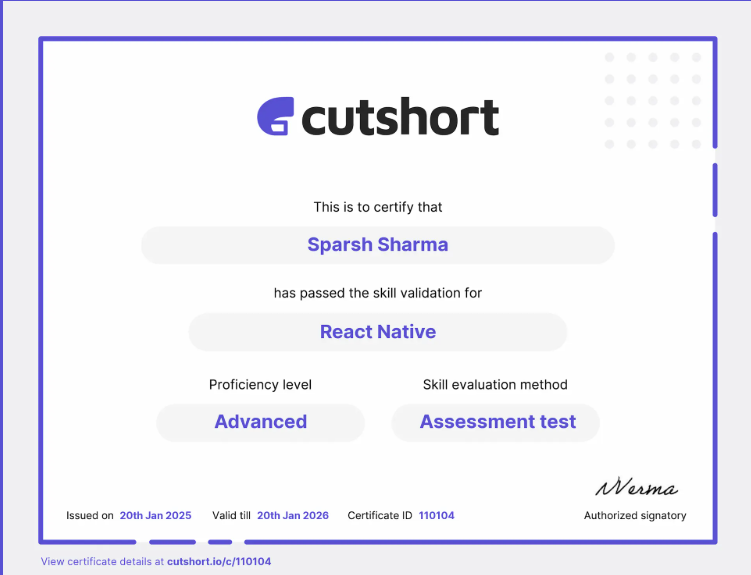 cutshort
This is to certify that
Sparsh Sharma
has passed the skill validation for
React Native
Proficiency level Skill evaluation method
Advanced Assessment test
NVerma
Issued on 20th Jan 2025 Valid till 20th Jan 2026 Certificate ID 110104 Authorized signatory
View certificate details at cutshort.io/c/110104